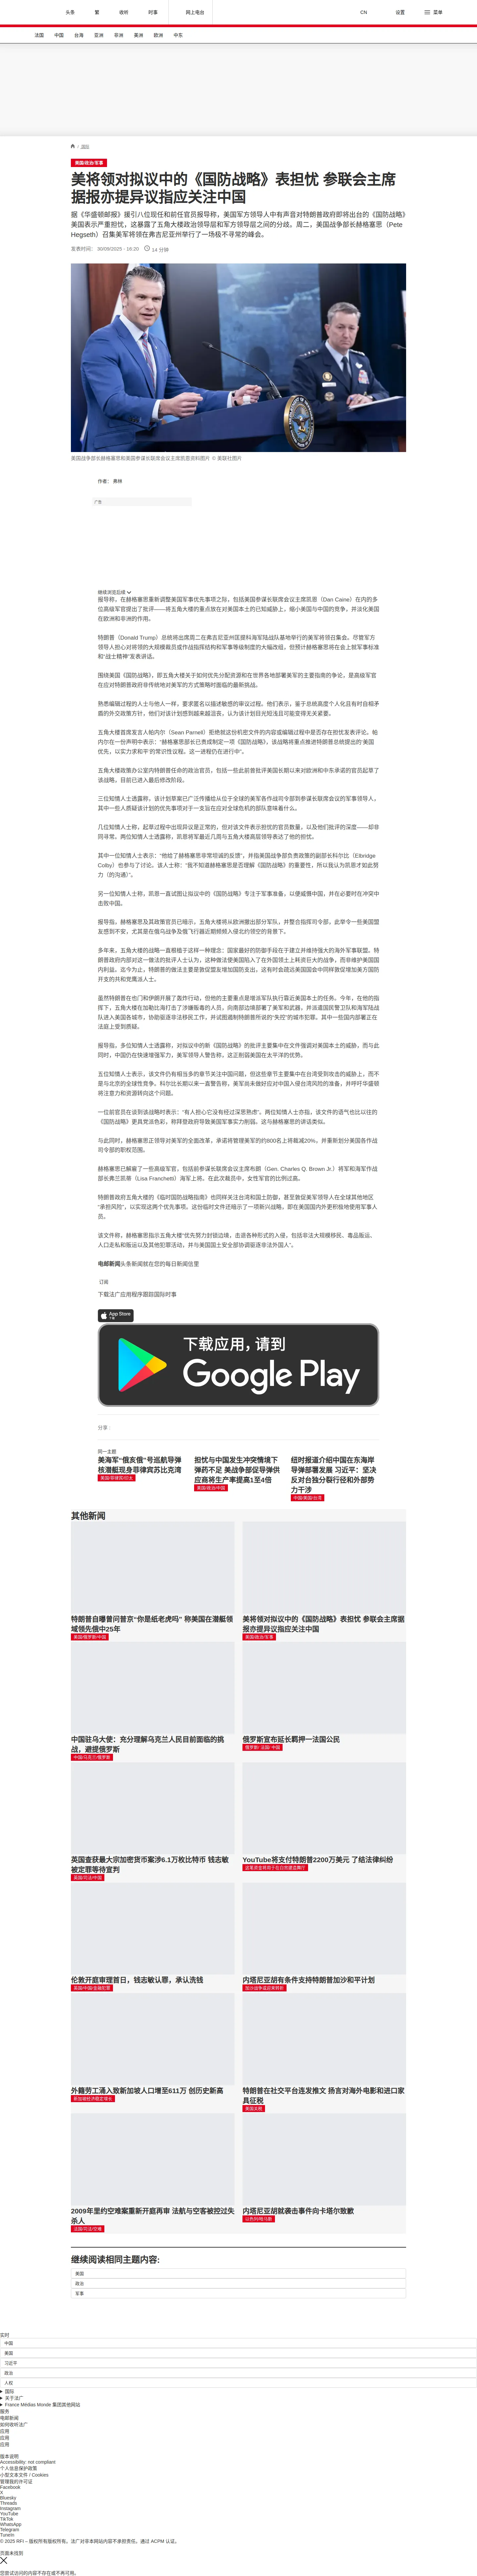 头条
繁
收听
时事
网上电台
CN
设置
菜单
法国
中国
台海
亚洲
非洲
美洲
欧洲
中东
/ 国际
美国/政治/军事
美将领对拟议中的《国防战略》表担忧 参联会主席
据报亦提异议指应关注中国
据《华盛顿邮报》援引八位现任和前任官员报导称，美国军方领导人中有声音对特朗普政府即将出台的《国防战略》
美国表示严重担忧，这暴露了五角大楼政治领导层和军方领导层之间的分歧。周二，美国战争部长赫格塞思（Pete
Hegseth）召集美军将领在弗吉尼亚州举行了一场极不寻常的峰会。
发表时间： 30/09/2025 - 16:20 14 分钟
美国战争部长赫格塞思和美国参谋长联席会议主席凯恩资料图片 © 美联社图片
作者：
广告
继续浏览后续
报导称，在赫格塞思重新调整美国军事优先事项之际，包括美国参谋长联席会议主席凯恩（Dan Caine）在内的多
位高级军官提出了批评——将五角大楼的重点放在对美国本土的已知威胁上，缩小美国与中国的竞争，并淡化美国
在欧洲和非洲的作用。
特朗普（Donald Trump）总统将出席周二在弗吉尼亚州匡提科海军陆战队基地举行的美军将领召集会。尽管军方
领导人担心对将领的大规模裁员或作战指挥结构和军事等级制度的大幅改组，但预计赫格塞思将在会上就军事标准
和“战士精神”发表讲话。
围绕美国《国防战略》，即五角大楼关于如何优先分配资源和在世界各地部署美军的主要指南的争论，是高级军官
在应对特朗普政府非传统地对美军的方式策略时面临的最新挑战。
熟悉编辑过程的人士与他人一样，要求匿名以描述敏感的审议过程。他们表示，鉴于总统高度个人化且有时自相矛
盾的外交政策方针，他们对该计划感到越来越沮丧，认为该计划目光短浅且可能变得无关紧要。
五角大楼首席发言人帕内尔（Sean Parnell）拒绝就这份机密文件的内容或编辑过程中是否存在担忧发表评论。帕
内尔在一份声明中表示：“赫格塞思部长已责成制定一项《国防战略》，该战略将重点推进特朗普总统提出的‘美国
优先，以实力求和平’的常识性议程。这一进程仍在进行中”。
五角大楼政策办公室内特朗普任命的政治官员，包括一些此前曾批评美国长期以来对欧洲和中东承诺的官员起草了
该战略。目前已进入最后修改阶段。
三位知情人士透露称，该计划草案已广泛传播给从位于全球的美军各作战司令部到参谋长联席会议的军事领导人。
其中一些人质疑该计划的优先事项对于一支旨在应对全球危机的部队意味着什么。
几位知情人士称，起草过程中出现异议是正常的，但对该文件表示担忧的官员数量，以及他们批评的深度——却非
同寻常。两位知情人士透露称，凯恩将军最近几周与五角大楼高层领导表达了他的担忧。
其中一位知情人士表示：“他给了赫格塞思非常坦诚的反馈”，并指美国战争部负责政策的副部长科尔比（Elbridge
Colby）也参与了讨论。该人士称：“我不知道赫格塞思是否理解《国防战略》的重要性，所以我认为凯恩才如此努
力（的沟通）”。
另一位知情人士称，凯恩一直试图让拟议中的《国防战略》专注于军事准备，以便威慑中国，并在必要时在冲突中
击败中国。
报导指，赫格塞思及其政策官员已暗示，五角大楼将从欧洲撤出部分军队，并整合指挥司令部，此举令一些美国盟
友感到不安，尤其是在俄乌战争及俄飞行器近期频频入侵北约领空的背景下。
多年来，五角大楼的战略一直根植于这样一种理念：国家最好的防御手段在于建立并维持强大的海外军事联盟。特
朗普政府内部对这一做法的批评人士认为，这种做法使美国陷入了在外国领土上耗资巨大的战争，而非维护美国国
内利益。迄今为止，特朗普的做法主要是敦促盟友增加国防支出，这有时会疏远美国国会中同样敦促增加美方国防
开支的共和党鹰派人士。
虽然特朗普在也门和伊朗开展了轰炸行动，但他的主要重点是增派军队执行靠近美国本土的任务。今年，在他的指
挥下，五角大楼在加勒比海打击了涉嫌贩毒的人员，向南部边境部署了美军和武器，并派遣国民警卫队和海军陆战
队进入美国各城市，协助驱逐非法移民工作，并试图遏制特朗普所说的“失控”的城市犯罪。其中一些国内部署正在
法庭上受到质疑。
报导指，多位知情人士透露称，对拟议中的新《国防战略》的批评主要集中在文件强调对美国本土的威胁，而与此
同时，中国仍在快速增强军力，美军领导人警告称，这正削弱美国在太平洋的优势。
五位知情人士表示，该文件仍有相当多的章节关注中国问题，但这些章节主要集中在台湾受到攻击的威胁上，而不
是与北京的全球性竞争。科尔比长期以来一直警告称，美军尚未做好应对中国入侵台湾风险的准备，并呼吁华盛顿
将注意力和资源转向这个问题。
一位前官员在谈到该战略时表示：“有人担心它没有经过深思熟虑”。两位知情人士亦指，该文件的语气也比以往的
《国防战略》更具党派色彩，称拜登政府导致美国军事实力削弱。这与赫格塞思的讲话类似。
与此同时，赫格塞思正领导对美军的全面改革，承诺将管理美军的约800名上将裁减20%，并重新划分美国各作战
司令部的职权范围。
赫格塞思已解雇了一些高级军官，包括前参谋长联席会议主席布朗（Gen. Charles Q. Brown Jr.）将军和海军作战
部长弗兰凯蒂（Lisa Franchetti）海军上将。在此次裁员中，女性军官的比例过高。
特朗普政府五角大楼的《临时国防战略指南》也同样关注台湾和国土防御，甚至敦促美军领导人在全球其他地区
“承担风险”，以实现这两个优先事项。这份临时文件还暗示了一项新兴战略，即在美国国内外更积极地使用军事人
员。
该文件称，赫格塞思指示五角大楼“优先努力封锁边境，击退各种形式的入侵，包括非法大规模移民、毒品贩运、
人口走私和贩运以及其他犯罪活动，并与美国国土安全部协调驱逐非法外国人”。
电邮新闻头条新闻就在您的每日新闻信里
订阅
下载法广应用程序跟踪国际时事
App Store
下载应用，请到
Google Play
分享 :
同一主题
美海军“俄亥俄”号巡航导弹
核潜艇现身菲律宾苏比克湾
美国/菲律宾/印太
担忧与中国发生冲突情境下
弹药不足 美战争部促导弹供
应商将生产率提高1至4倍
美国/政治/中国
纽时报道介绍中国在东海岸
导弹部署发展 习近平：坚决
反对台独分裂行径和外部势
力干涉
中国/美国/台湾
其他新闻
特朗普自曝曾问普京“你是纸老虎吗” 称美国在潜艇领
域领先俄中25年
美国/俄罗斯/中国
美将领对拟议中的《国防战略》表担忧 参联会主席据
报亦提异议指应关注中国
美国/政治/军事
中国驻乌大使：充分理解乌克兰人民目前面临的挑
战，避提俄罗斯
中国/乌克兰/俄罗斯
俄罗斯宣布延长羁押一法国公民
俄罗斯/ 法国/ 中国
英国查获最大宗加密货币案涉6.1万枚比特币 钱志敏
被定罪等待宣判
英国/司法/中国
YouTube将支付特朗普2200万美元 了结法律纠纷
这笔资金将用于在白宫建造舞厅
伦敦开庭审理首日，钱志敏认罪，承认洗钱
英国/中国/金融犯罪
内塔尼亚胡有条件支持特朗普加沙和平计划
加沙战争或迎来转折
外籍劳工涌入致新加坡人口增至611万 创历史新高
新加坡经济稳定增长
特朗普在社交平台连发推文 扬言对海外电影和进口家
具征税
美国关税
2009年里约空难案重新开庭再审 法航与空客被控过失
杀人
法国/司法/空难
内塔尼亚胡就袭击事件向卡塔尔致歉
以色列/哈马斯
继续阅读相同主题内容:
美国
政治
军事
实时
中国
美国
习近平
政治
人权
国际
关于法广
France Médias Monde 集团其他网站
服务
电邮新闻
如何收听法广
应用
应用
应用
版本说明
Accessibility: not compliant
个人信息保护政策
小型文本文件 / Cookies
管理我的许可证
Facebook
X
Bluesky
Threads
Instagram
YouTube
TikTok
WhatsApp
Telegram
TuneIn
© 2025 RFI – 版权所有版权所有。法广对非本网站内容不承担责任。通过 ACPM 认证。
页面未找到
您尝试访问的内容不存在或不再可用。